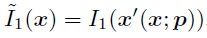 Ĩ₁(𝒙) = I₁(𝒙′(𝒙; 𝒑))